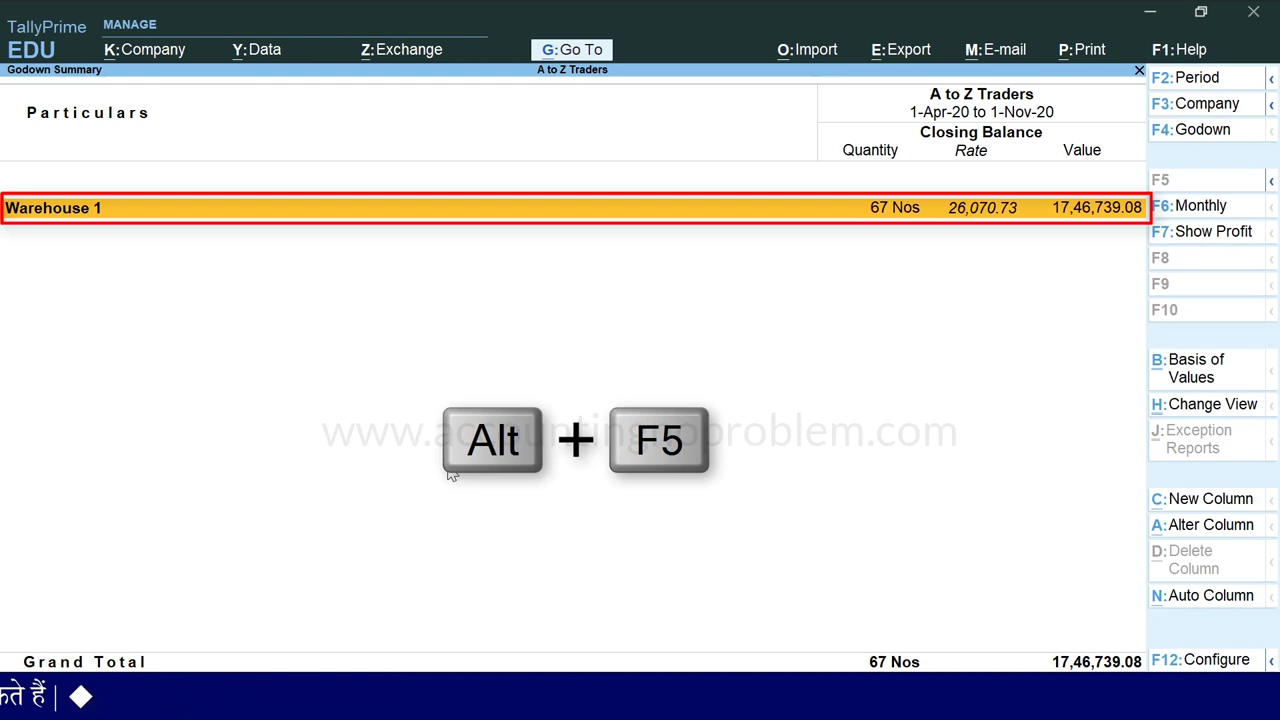 TallyPrime
EDU
MANAGE
K:Company Y:Data Z:Exchange G:Go To O:Import E:Export M:E-mail P:Print F1:Help
Godown Summary A to Z Traders
Particulars
A to Z Traders
1-Apr-20 to 1-Nov-20
Closing Balance
Quantity Rate Value
Warehouse 1 67 Nos 26,070.73 17,46,739.08
Alt + F5
Grand Total 67 Nos 17,46,739.08
F2:Period
F3:Company
F4:Godown
F5
F6:Monthly
F7:Show Profit
F8
F9
F10
B:Basis of
Values
H:Change View
J:Exception
Reports
C:New Column
A:Alter Column
D:Delete
Column
N:Auto Column
F12:Configure
हैं |